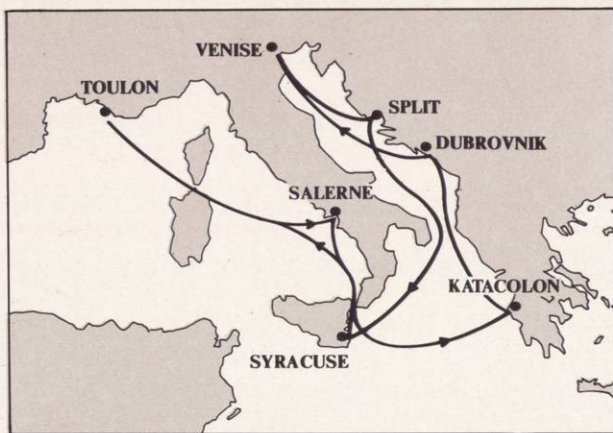 VENISE
TOULON
SPLIT
DUBROVNIK
SALERNE
KATACOLON
SYRACUSE